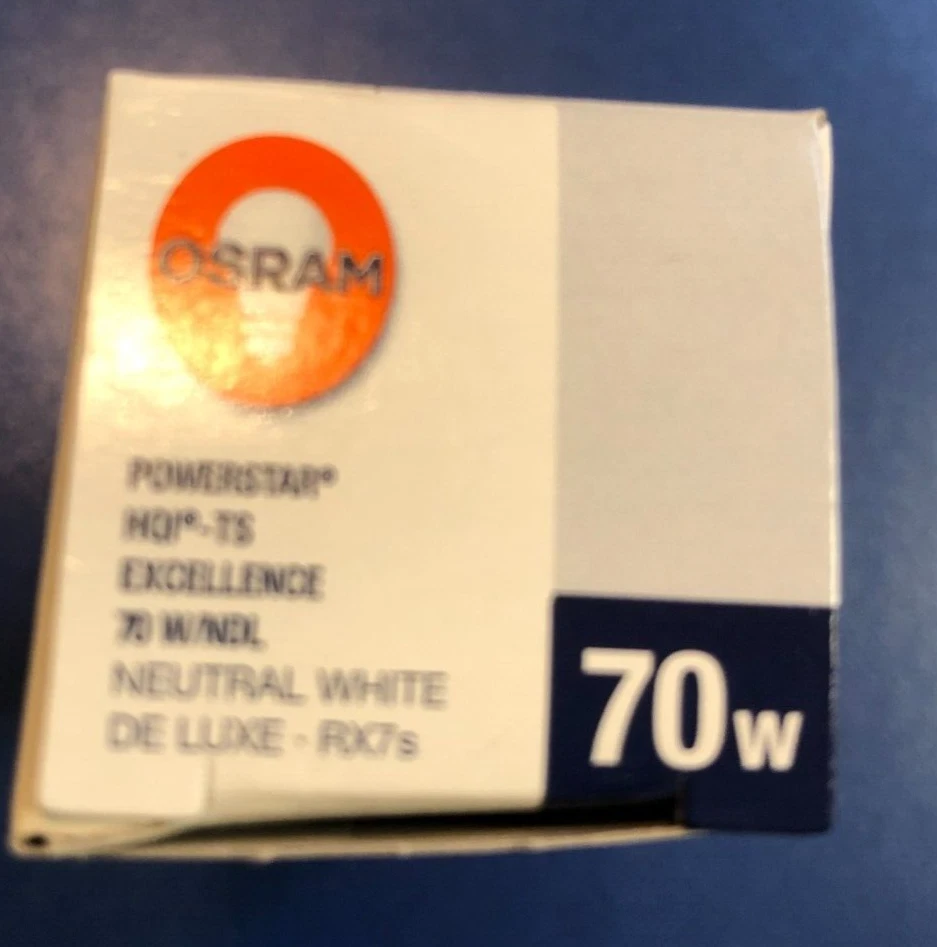 OSRAM
POWERSTAR®
HQI®-TS
EXCELLENCE
70 W/NDL
NEUTRAL WHITE
DE LUXE · RX7s
70W